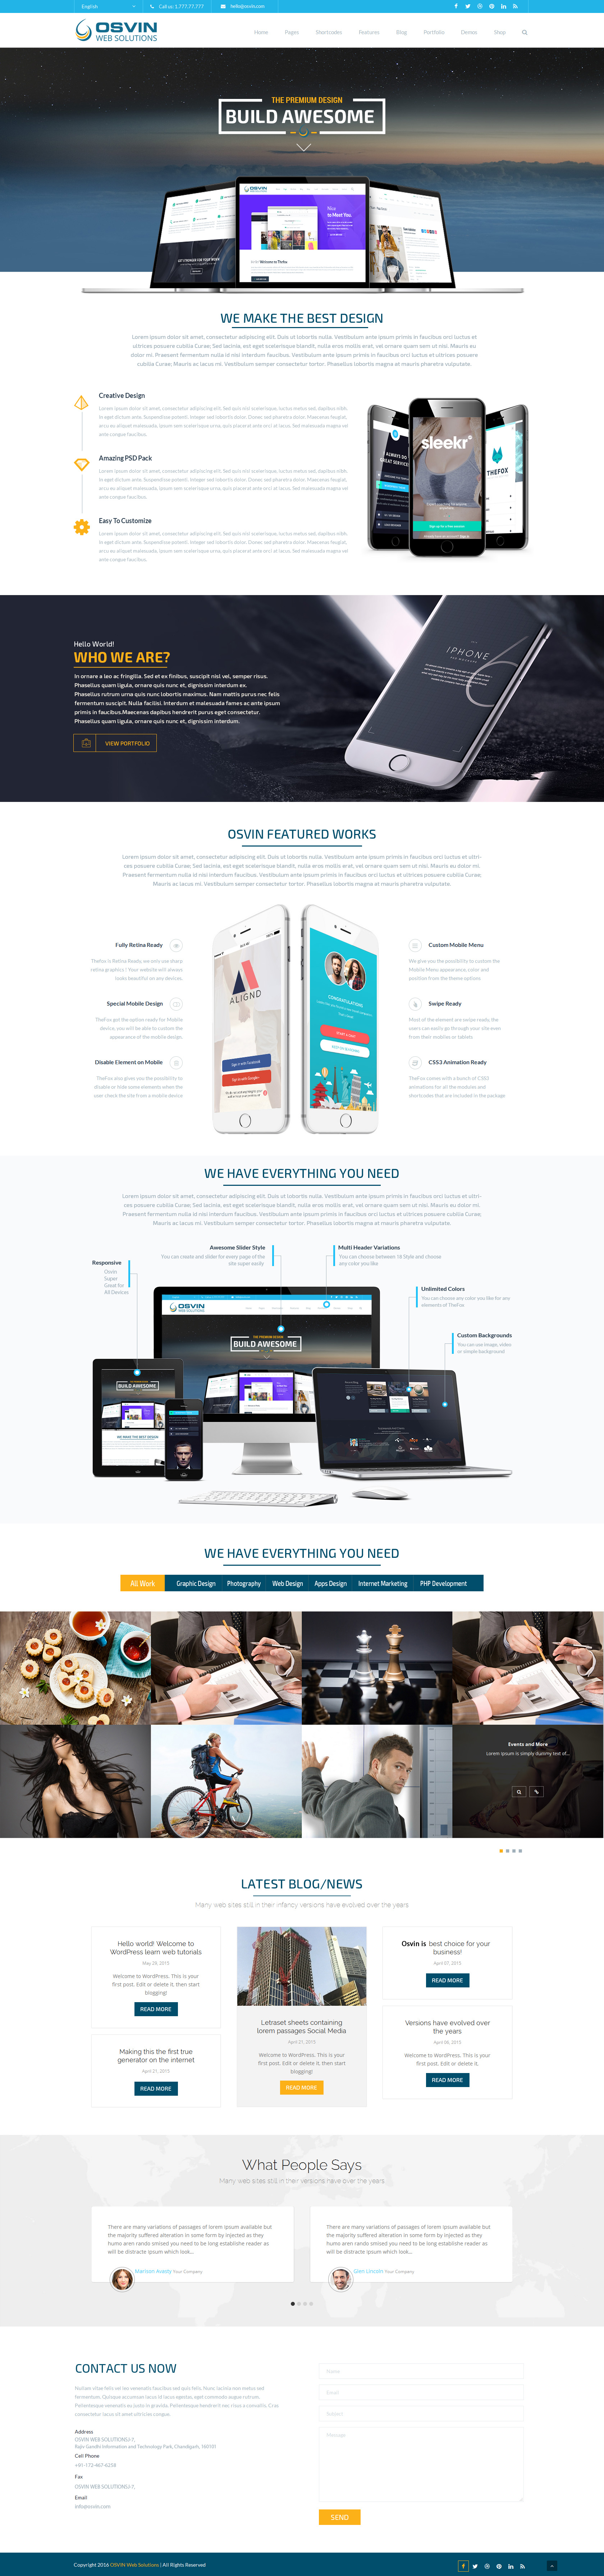 English
Call us: 1.777.77.777
hello@osvin.com
OSVIN
WEB SOLUTIONS
Home Pages Shortcodes Features Blog Portfolio Demos Shop
THE PREMIUM DESIGN
BUILD AWESOME
WE MAKE THE BEST DESIGN
Lorem ipsum dolor sit amet, consectetur adipiscing elit. Duis ut lobortis nulla. Vestibulum ante ipsum primis in faucibus orci luctus et
ultrices posuere cubilia Curae; Sed lacinia, est eget scelerisque blandit, nulla eros mollis erat, vel ornare quam sem ut nisi. Mauris eu
dolor mi. Praesent fermentum nulla id nisi interdum faucibus. Vestibulum ante ipsum primis in faucibus orci luctus et ultrices posuere
cubilia Curae; Mauris ac lacus mi. Vestibulum semper consectetur tortor. Phasellus lobortis magna at mauris pharetra vulputate.
Creative Design
Lorem ipsum dolor sit amet, consectetur adipiscing elit. Sed quis nisl scelerisque, luctus metus sed, dapibus nibh.
In eget dictum ante. Suspendisse potenti. Integer sed lobortis dolor. Donec sed pharetra dolor. Maecenas feugiat,
arcu eu aliquet malesuada, ipsum sem scelerisque urna, quis placerat ante orci at lacus. Sed malesuada magna vel
ante congue faucibus.
Amazing PSD Pack
Lorem ipsum dolor sit amet, consectetur adipiscing elit. Sed quis nisl scelerisque, luctus metus sed, dapibus nibh.
In eget dictum ante. Suspendisse potenti. Integer sed lobortis dolor. Donec sed pharetra dolor. Maecenas feugiat,
arcu eu aliquet malesuada, ipsum sem scelerisque urna, quis placerat ante orci at lacus. Sed malesuada magna vel
ante congue faucibus.
Easy To Customize
Lorem ipsum dolor sit amet, consectetur adipiscing elit. Sed quis nisl scelerisque, luctus metus sed, dapibus nibh.
In eget dictum ante. Suspendisse potenti. Integer sed lobortis dolor. Donec sed pharetra dolor. Maecenas feugiat,
arcu eu aliquet malesuada, ipsum sem scelerisque urna, quis placerat ante orci at lacus. Sed malesuada magna vel
ante congue faucibus.
sleekr
THEFOX
Hello World!
WHO WE ARE?
In ornare a leo ac fringilla. Sed et ex finibus, suscipit nisl vel, semper risus.
Phasellus quam ligula, ornare quis nunc et, dignissim interdum ex.
Phasellus rutrum urna quis nunc lobortis maximus. Nam mattis purus nec felis
fermentum suscipit. Nulla facilisi. Interdum et malesuada fames ac ante ipsum
primis in faucibus.Maecenas dapibus hendrerit purus eget consectetur.
Phasellus quam ligula, ornare quis nunc et, dignissim interdum.
VIEW PORTFOLIO
IPHONE
OSVIN FEATURED WORKS
Lorem ipsum dolor sit amet, consectetur adipiscing elit. Duis ut lobortis nulla. Vestibulum ante ipsum primis in faucibus orci luctus et ultri-
ces posuere cubilia Curae; Sed lacinia, est eget scelerisque blandit, nulla eros mollis erat, vel ornare quam sem ut nisi. Mauris eu dolor mi.
Praesent fermentum nulla id nisi interdum faucibus. Vestibulum ante ipsum primis in faucibus orci luctus et ultrices posuere cubilia Curae;
Mauris ac lacus mi. Vestibulum semper consectetur tortor. Phasellus lobortis magna et mauris pharetra vulputate.
Fully Retina Ready
Thefox is Retina Ready, we only use sharp
retina graphics ! Your website will always
looks beautiful on any devices.
Special Mobile Design
TheFox got the option ready for Mobile
device, you will be able to custom the
appearance of the mobile design.
Disable Element on Mobile
TheFox also gives you the possibility to
disable or hide some elements when the
user check the site from a mobile device
ALIGND
Sign in with Facebook
Sign in with Google+
CONGRATULATIONS
Custom Mobile Menu
We give you the possibility to custom the
Mobile Menu appearance, color and
position from the theme options
Swipe Ready
Most of the element are swipe ready, the
users can easily go through your site even
from their mobiles or tablets.
CSS3 Animation Ready
TheFox comes with a bunch of CSS3
animations for all the modules and
shortcodes that are included in the package
WE HAVE EVERYTHING YOU NEED
Lorem ipsum dolor sit amet, consectetur adipiscing elit. Duis ut lobortis nulla. Vestibulum ante ipsum primis in faucibus orci luctus et ultri-
ces posuere cubilia Curae; Sed lacinia, est eget scelerisque blandit, nulla eros mollis erat, vel ornare quam sem ut nisi. Mauris eu dolor mi.
Praesent fermentum nulla id nisi interdum faucibus. Vestibulum ante ipsum primis in faucibus orci luctus et ultrices posuere cubilia Curae;
Mauris ac lacus mi. Vestibulum semper consectetur tortor. Phasellus lobortis magna et mauris pharetra vulputate.
Awesome Slider Style
You can create and slider for every page of the
site super easily
Multi Header Variations
You can choose between 18 Style and choose
any color you like
Responsive
Osvin
Super
Great for
All Devices
Unlimited Colors
You can choose any color you like for any
elements of TheFox
Custom Backgrounds
You can use image, video
or simple background
OSVIN
WEB SOLUTIONS
THE PREMIUM DESIGN
BUILD AWESOME
BUILD AWESOME
WE MAKE THE BEST DESIGN
WE HAVE EVERYTHING YOU NEED
All Work Graphic Design Photography Web Design Apps Design Internet Marketing PHP Development
Events and More
Lorem Ipsum is simply dummy text of...
LATEST BLOG/NEWS
Many web sites still in their infancy versions have evolved over the years
Hello world! Welcome to
WordPress learn web tutorials
May 29, 2015
Welcome to WordPress. This is your
first post. Edit or delete it, then start
blogging!
READ MORE
Making this the first true
generator on the internet
April 21, 2015
READ MORE
Letraset sheets containing
lorem passages Social Media
April 21, 2015
Welcome to WordPress. This is your
first post. Edit or delete it, then start
blogging!
READ MORE
Osvin is best choice for your
business!
April 07, 2015
READ MORE
Versions have evolved over
the years
April 06, 2015
Welcome to WordPress. This is your
first post. Edit or delete it.
READ MORE
What People Says
Many web sites still in their versions have over the years
There are many variations of passages of lorem Ipsum available but
the majority suffered alteration in some form by injected as they
humo aren rando snised you need to be long establishe reader as
will be distracte ipsum which look...
Marison Avasty Your Company
There are many variations of passages of lorem Ipsum available but
the majority suffered alteration in some form by injected as they
humo aren rando snised you need to be long establishe reader as
will be distracte ipsum which look...
Glen Lincoln Your Company
CONTACT US NOW
Nullam vitae felis vel leo venenatis faucibus sed quis felis. Nunc lacinia sem metus sed
fermentum. Quisque accumsan lacus id lacus egestas, eget commodo augue rutrum.
Pellentesque venenatis eu justo in gravida. Pellentesque hendrerit nec risus a convallis. Cras
consectetur lacus sit amet ultricies congue.
Address
OSVIN WEB SOLUTIONSJ-7,
Rajiv Gandhi Information and Technology Park, Chandigarh, 160101
Cell Phone
+91-172-467-6258
Fax
OSVIN WEB SOLUTIONSJ-7,
Email
info@osvin.com
Name
Email
Subject
Message
SEND
Copyright 2016 OSVIN Web Solutions | All Rights Reserved